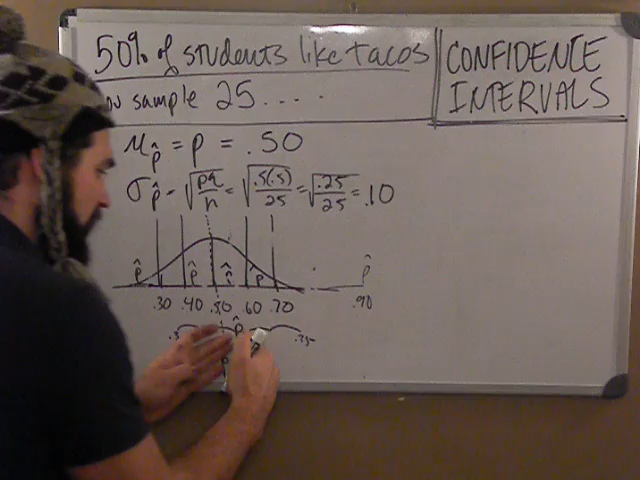 50% of students like tacos
CONFIDENCE
INTERVALS
sample 25 . . . .
μp̂ = p = .50
σp̂ = √pq/n = √.5(.5)/25 = √.25/25 = .10
p̂ p̂ p̂ p̂
.30 .40 .50 .60 .70 .90
p̂
.75